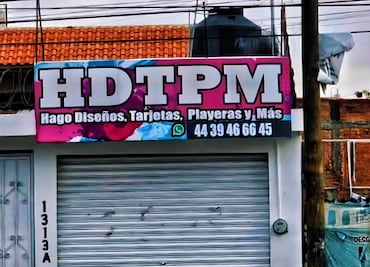 HDTPM
Hago Diseños, Tarjetas, Playeras y, Más
44 39 46 66 45
1313A